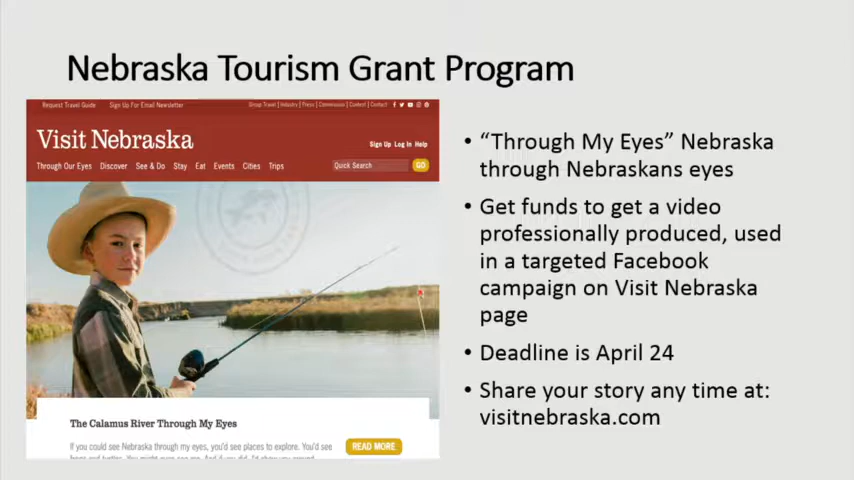 Nebraska Tourism Grant Program
Request Travel Guide Sign Up For Email Newsletter
Group Travel | Industry | Press | Commission | Contest | Contact
Visit Nebraska
Sign Up Log In Help
Through Our Eyes Discover See & Do Stay Eat Events Cities Trips
Quick Search GO
The Calamus River Through My Eyes
If you could see Nebraska through my eyes, you'd see places to explore. You'd see
READ MORE
• “Through My Eyes” Nebraska
through Nebraskans eyes
• Get funds to get a video
professionally produced, used
in a targeted Facebook
campaign on Visit Nebraska
page
• Deadline is April 24
• Share your story any time at:
visitnebraska.com